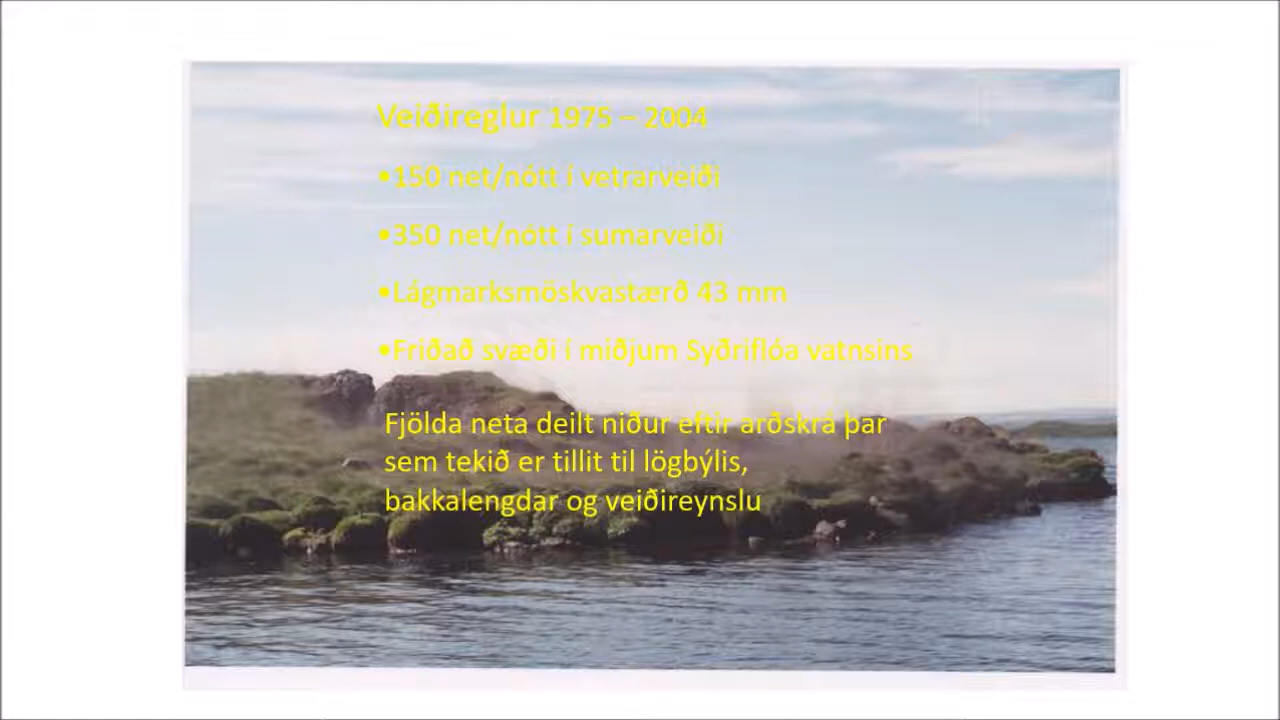 Veiðireglur 1975 – 2004
•150 net/nótt í vetrarveiði
•350 net/nótt í sumarveiði
•Lágmarksmöskvastærð 43 mm
•Friðað svæði í miðjum Syðriflóa vatnsins
Fjölda neta deilt niður eftir arðskrá þar
sem tekið er tillit til lögbýlis,
bakkalengdar og veiðireynslu